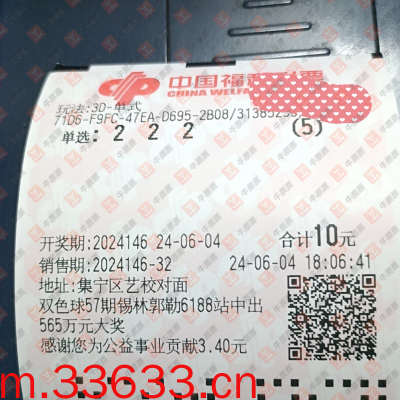 中国福利彩票
CHINA WELFA
玩法:3D-单式
71D6-F9FC-47EA-D695-2B08/3138525
单选: 2 2 2 (5)
开奖期:2024146 24-06-04 合计10元
销售期:2024146-32 24-06-04 18:06:41
地址:集宁区艺校对面
双色球57期锡林郭勒6188站中出
565万元大奖
感谢您为公益事业贡献3.40元
m.33633.cn